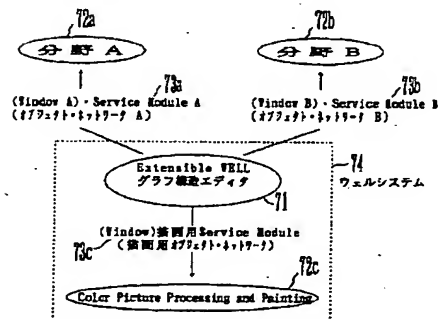 72a
72b
分野 A
分野 B
73a
73b
(Window A)・Service Module A
(オブジェクト・ネットワーク A)
(Window B)・Service Module B
(オブジェクト・ネットワーク B)
74
Extensible WELL
グラフ構造エディタ
ウェルシステム
71
(Window)描画用Service Module
(描画用オブジェクト・ネットワーク)
73c
72c
Color Picture Processing and Painting